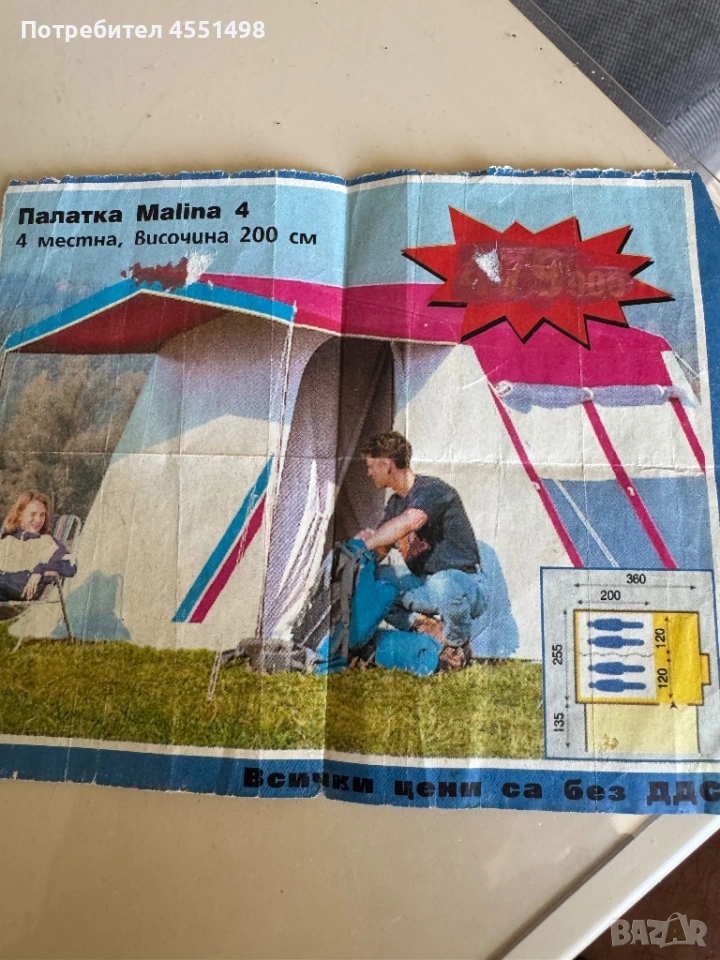 Потребител 4551498
Палатка Malina 4
4 местна, Височина 200 см
360
200
255
120
120
135
Всички цени са без ДДС
BAZAR